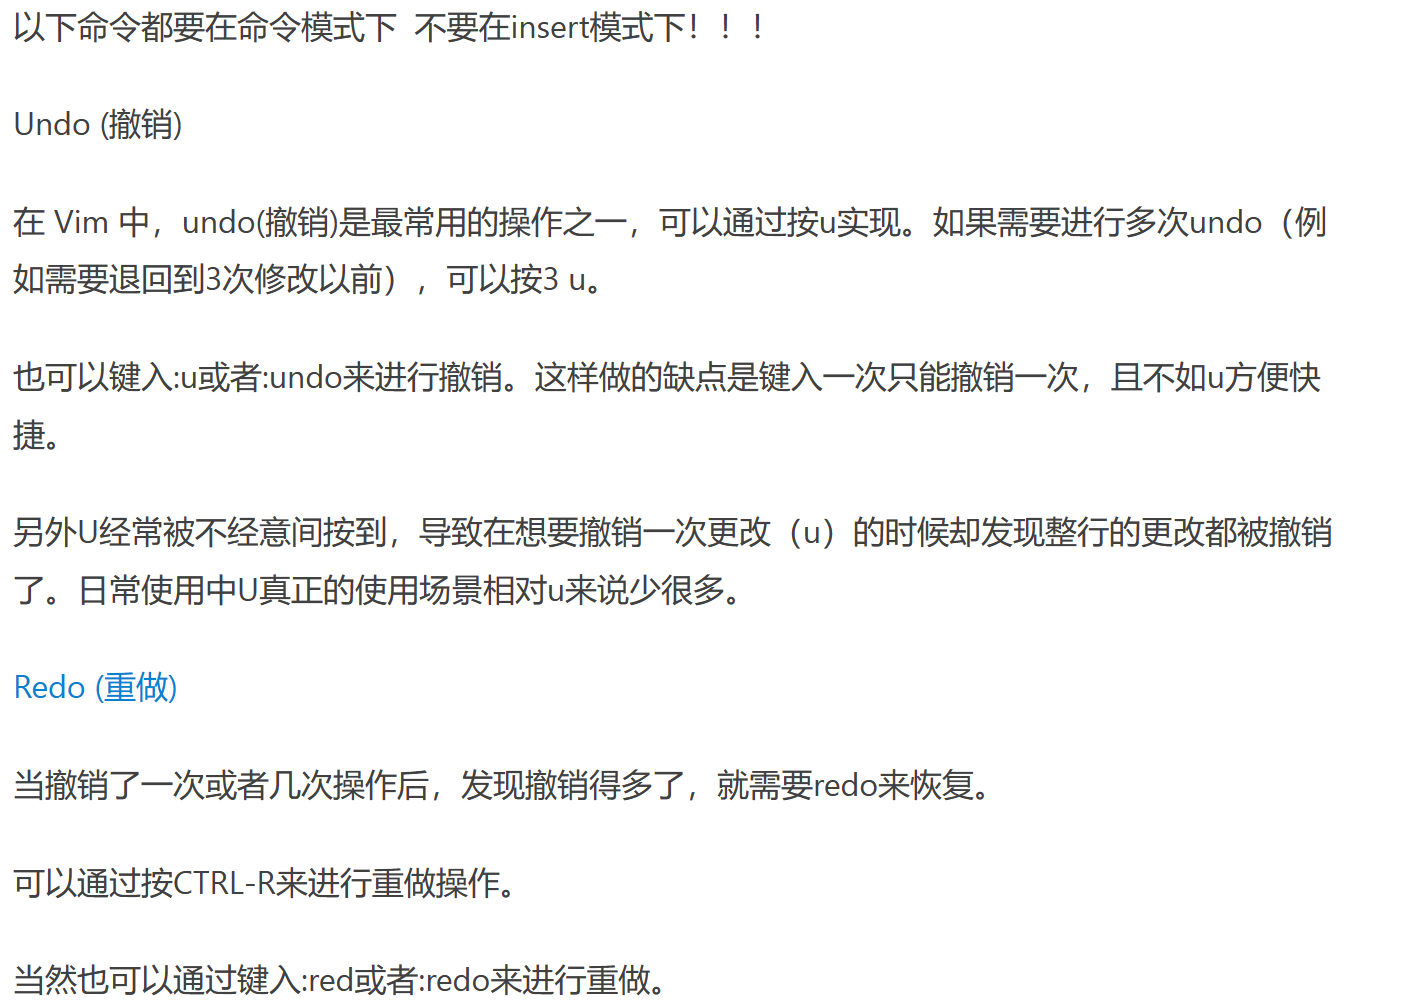 以下命令都要在命令模式下  不要在insert模式下！！！
Undo (撤销)
在 Vim 中，undo(撤销)是最常用的操作之一，可以通过按u实现。如果需要进行多次undo（例
如需要退回到3次修改以前），可以按3 u。
也可以键入:u或者:undo来进行撤销。这样做的缺点是键入一次只能撤销一次，且不如u方便快
捷。
另外U经常被不经意间按到，导致在想要撤销一次更改（u）的时候却发现整行的更改都被撤销
了。日常使用中U真正的使用场景相对u来说少很多。
Redo (重做)
当撤销了一次或者几次操作后，发现撤销得多了，就需要redo来恢复。
可以通过按CTRL-R来进行重做操作。
当然也可以通过键入:red或者:redo来进行重做。